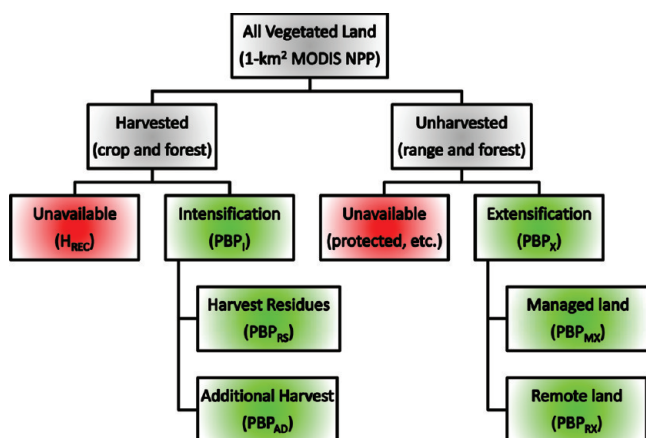 All Vegetated Land
(1-km² MODIS NPP)
Harvested
(crop and forest)
Unharvested
(range and forest)
Unavailable
(H_REC)
Intensification
(PBP_I)
Unavailable
(protected, etc.)
Extensification
(PBP_X)
Harvest Residues
(PBP_RS)
Managed land
(PBP_MX)
Additional Harvest
(PBP_AD)
Remote land
(PBP_RX)